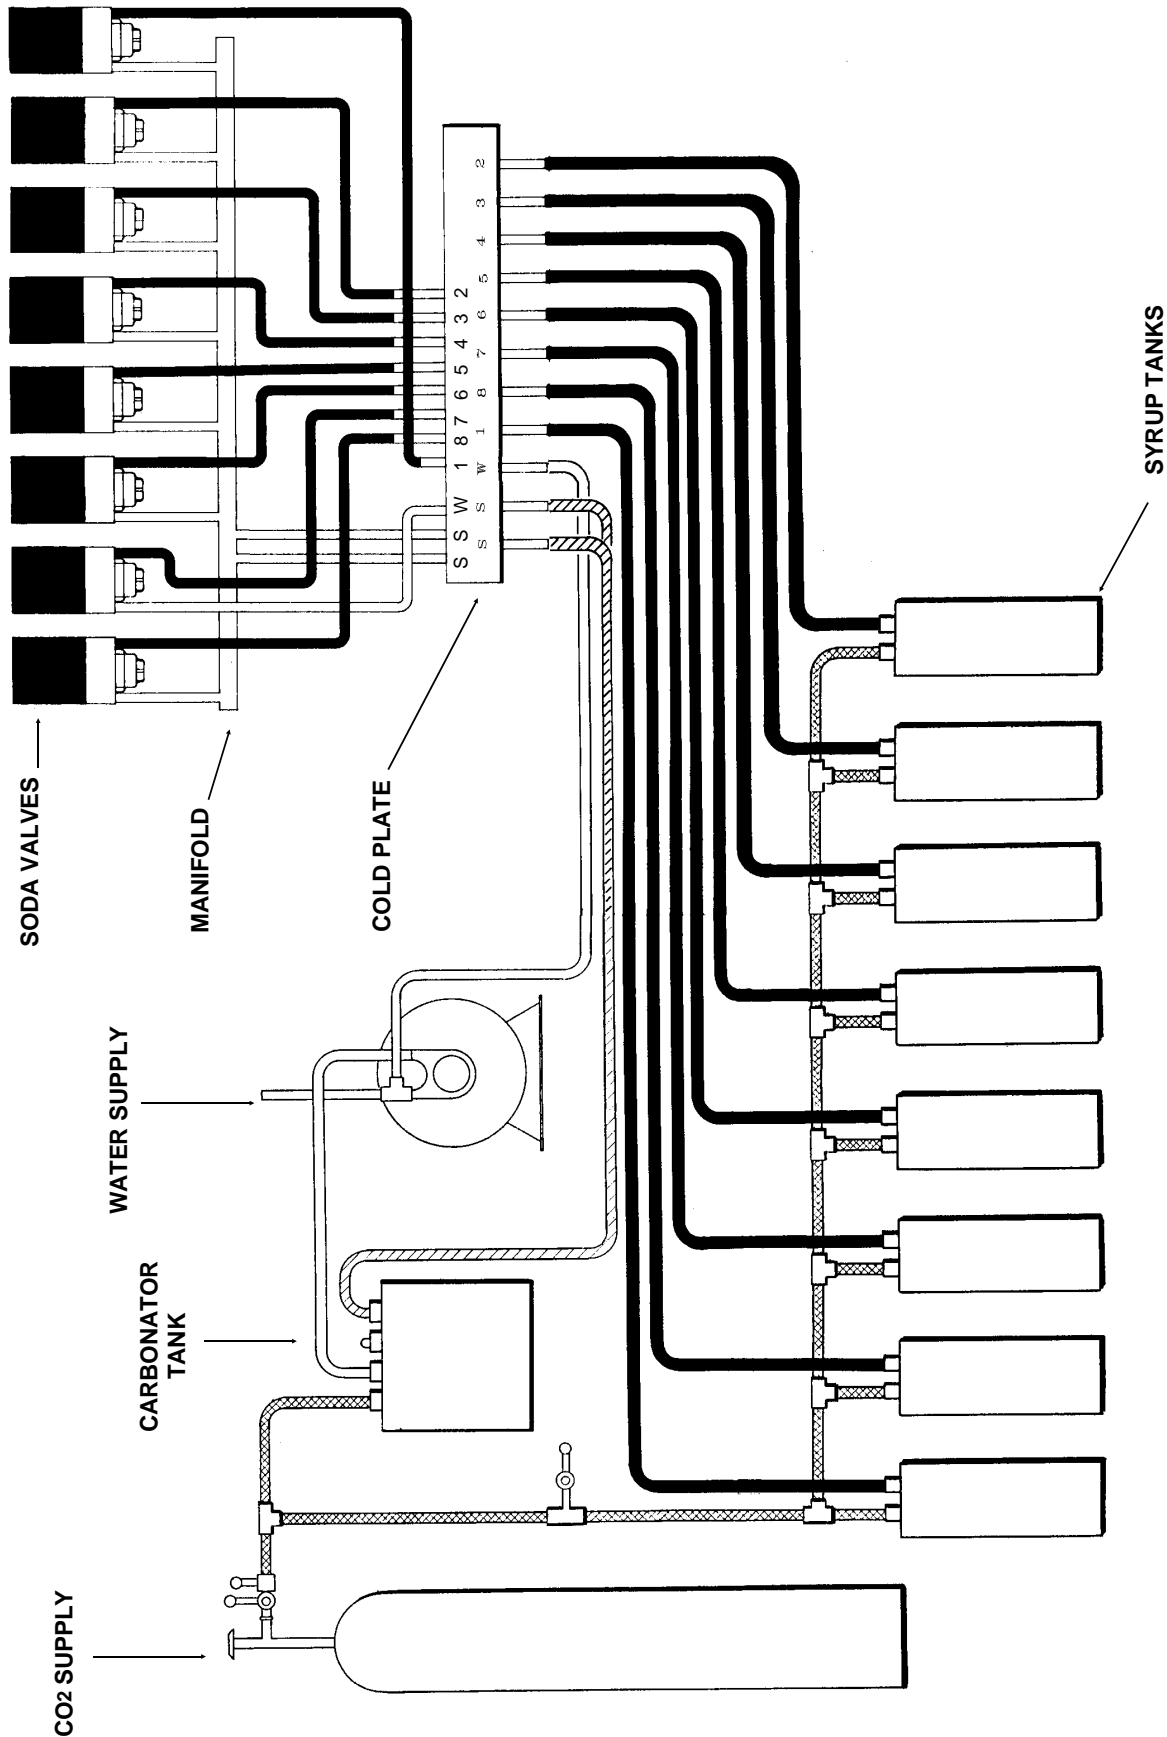 SODA VALVES
MANIFOLD
COLD PLATE
WATER SUPPLY
CARBONATOR
TANK
CO2 SUPPLY
SYRUP TANKS
S S W 1 8 7 6 5 4 3 2
S S W 1 8 7 6 5 4 3 2